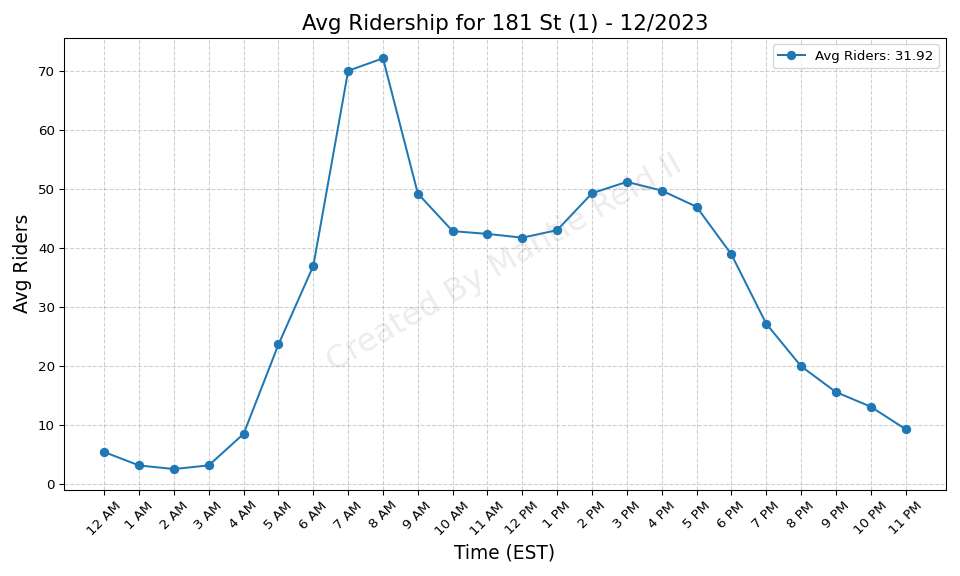 Avg Ridership for 181 St (1) - 12/2023
Avg Riders: 31.92
Avg Riders
70
60
50
40
30
20
10
0
Created By Mantie Reid II
12 AM
1 AM
2 AM
3 AM
4 AM
5 AM
6 AM
7 AM
8 AM
9 AM
10 AM
11 AM
12 PM
1 PM
2 PM
3 PM
4 PM
5 PM
6 PM
7 PM
8 PM
9 PM
10 PM
11 PM
Time (EST)